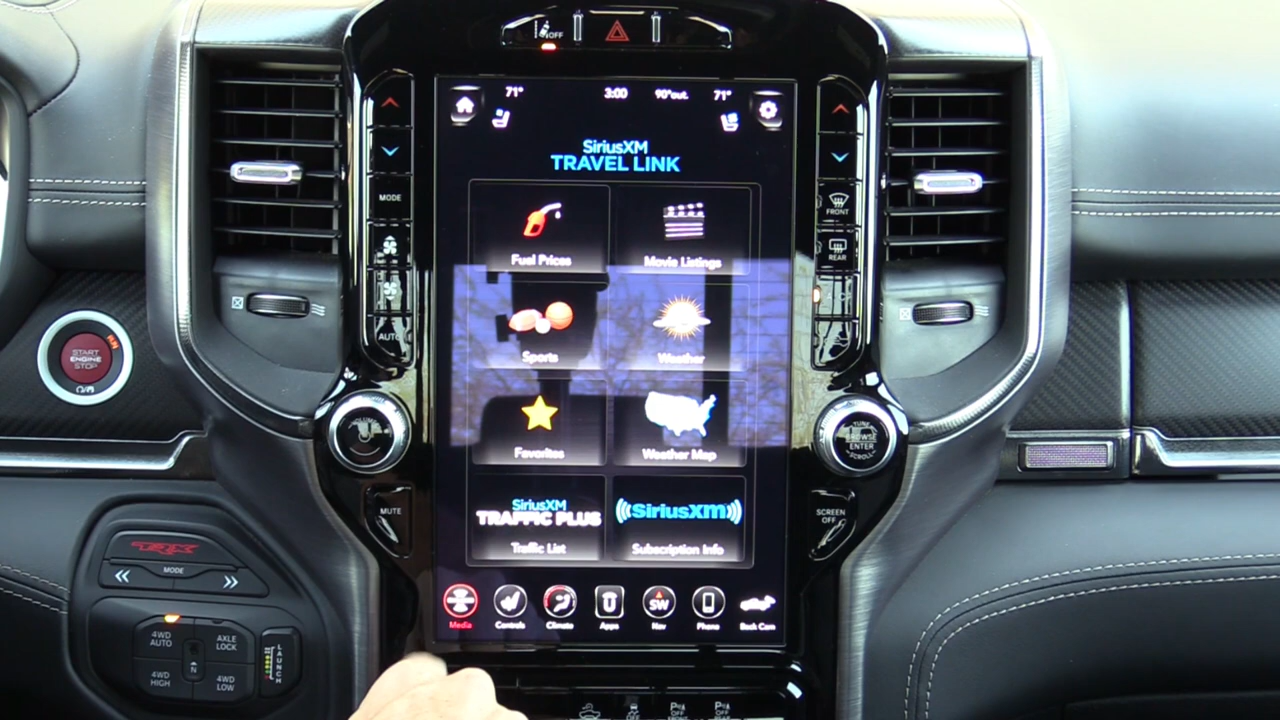 OFF
71° 3:00 90°out. 71°
SiriusXM
TRAVEL LINK
MODE
FRONT
REAR
AUTO
Fuel Prices
Movie Listings
Sports
Weather
Favorites
Weather Map
SiriusXM
TRAFFIC PLUS
Traffic List
((SiriusXM))
Subscription Info
RUN
START
ENGINE
STOP
TUNE
BROWSE
ENTER
SCROLL
MUTE
SCREEN
OFF
Media
Controls
Climate
Apps
SW
Nav
Phone
Back Cam
TRX
MODE
4WD
AUTO
AXLE
LOCK
4WD
HIGH
N
4WD
LOW
LAUNCH
OFF
OFF